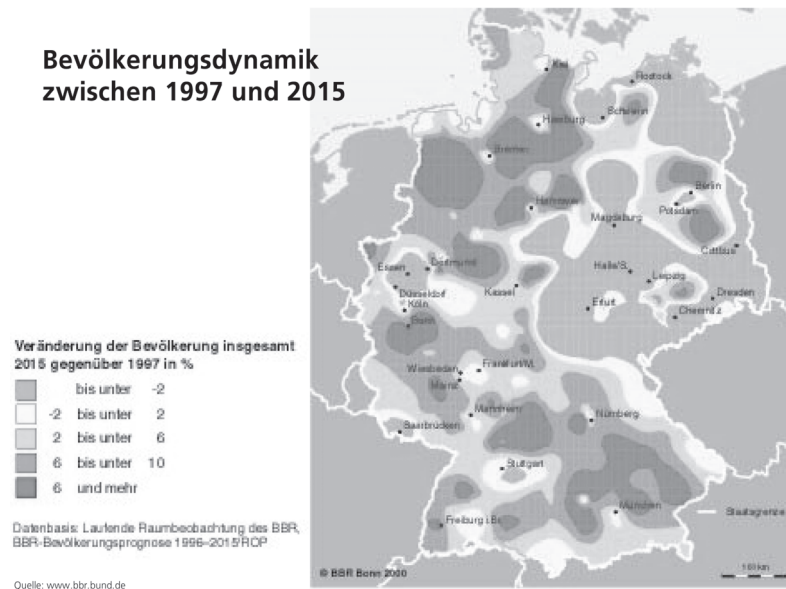 Bevölkerungsdynamik
zwischen 1997 und 2015
Kiel
Rostock
Schwerin
Hamburg
Bremen
Berlin
Hannover
Potsdam
Magdeburg
Cottbus
Essen
Dortmund
Halle/S.
Leipzig
Düsseldorf
Kassel
Dresden
Köln
Erfurt
Chemnitz
Bonn
Veränderung der Bevölkerung insgesamt
2015 gegenüber 1997 in %
bis unter -2
-2 bis unter 2
2 bis unter 6
6 bis unter 10
6 und mehr
Wiesbaden
Frankfurt/M.
Mainz
Mannheim
Nürnberg
Saarbrücken
Stuttgart
München
Staatsgrenze
Freiburg i.Br.
Datenbasis: Laufende Raumbeobachtung des BBR,
BBR-Bevölkerungsprognose 1996–2015/ROP
© BBR Bonn 2000
100 km
Quelle: www.bbr.bund.de